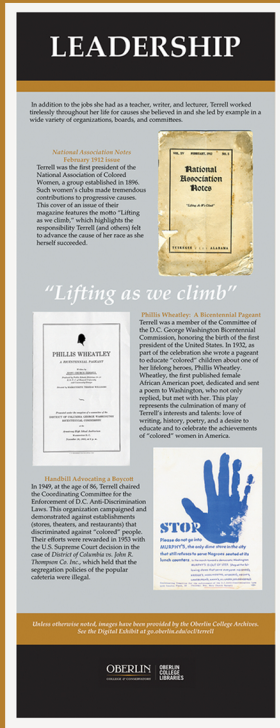 LEADERSHIP
In addition to the jobs she had as a teacher, writer, and lecturer, Terrell worked
tirelessly throughout her life for causes she believed in and she led by example in a
wide variety of organizations, boards, and committees.
National Association Notes
February 1912 issue
Terrell was the first president of the
National Association of Colored
Women, a group established in 1896.
Such women's clubs made tremendous
contributions to progressive causes.
This cover of an issue of their
magazine features the motto "Lifting
as we climb," which highlights the
responsibility Terrell (and others) felt
to advance the cause of her race as she
herself succeeded.
National
Association
Notes
"Lifting as We Climb"
TUSKEGEE ALABAMA
"Lifting as we climb"
PHILLIS WHEATLEY
A BICENTENNIAL PAGEANT
Phillis Wheatley: A Bicentennial Pageant
Terrell was a member of the Committee of
the D.C. George Washington Bicentennial
Commission, honoring the birth of the first
president of the United States. In 1932, as
part of the celebration she wrote a pageant
to educate "colored" children about one of
her lifelong heroes, Phillis Wheatley.
Wheatley, the first published female
African American poet, dedicated and sent
a poem to Washington, who not only
replied, but met with her. This play
represents the culmination of many of
Terrell's interests and talents: love of
writing, history, poetry, and a desire to
educate and to celebrate the achievements
of "colored" women in America.
Handbill Advocating a Boycott
In 1949, at the age of 86, Terrell chaired
the Coordinating Committee for the
Enforcement of D.C. Anti-Discrimination
Laws. This organization campaigned and
demonstrated against establishments
(stores, theaters, and restaurants) that
discriminated against "colored" people.
Their efforts were rewarded in 1953 with
the U.S. Supreme Court decision in the
case of District of Columbia vs. John R.
Thompson Co. Inc., which held that the
segregation policies of the popular
cafeteria were illegal.
STOP
Please do not go into
MURPHY'S, the only dime store in the city
that still refuses to serve Negroes seated at its
lunch counters.
Unless otherwise noted, images have been provided by the Oberlin College Archives.
See the Digital Exhibit at go.oberlin.edu/ocl/terrell
OBERLIN
COLLEGE & CONSERVATORY
OBERLIN
COLLEGE
LIBRARIES